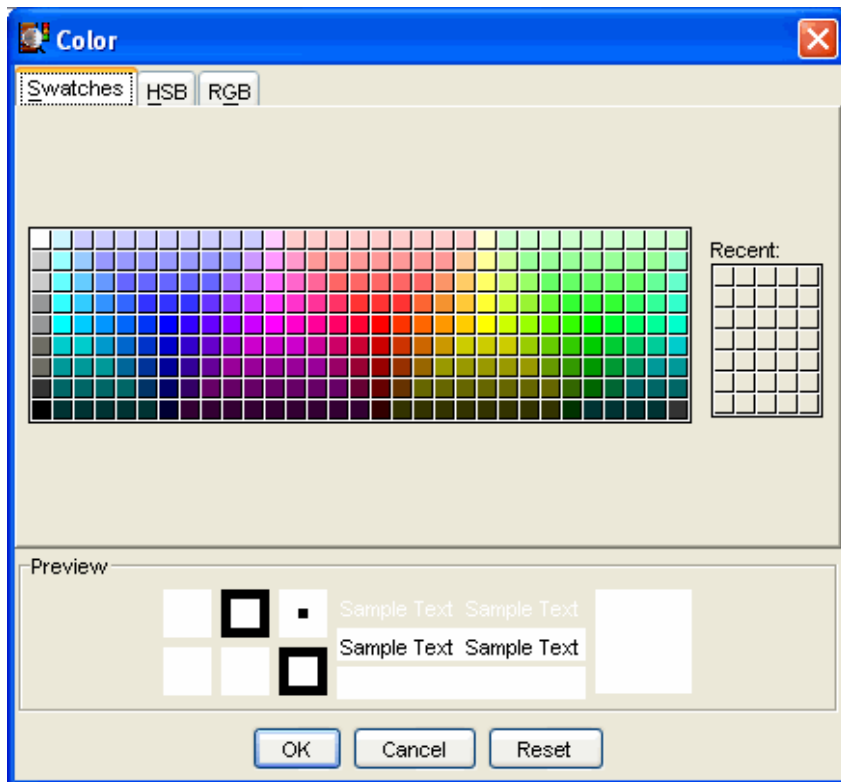 Color
Swatches HSB RGB
Recent:
Preview
Sample Text Sample Text
Sample Text Sample Text
OK Cancel Reset